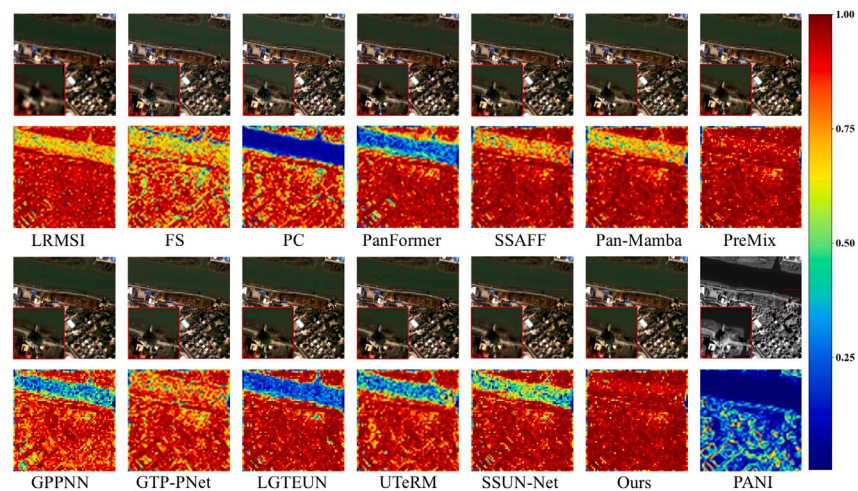 1.00
0.75
0.50
0.25
LRMSI FS PC PanFormer SSAFF Pan-Mamba PreMix
GPPNN GTP-PNet LGTEUN UTeRM SSUN-Net Ours PANI